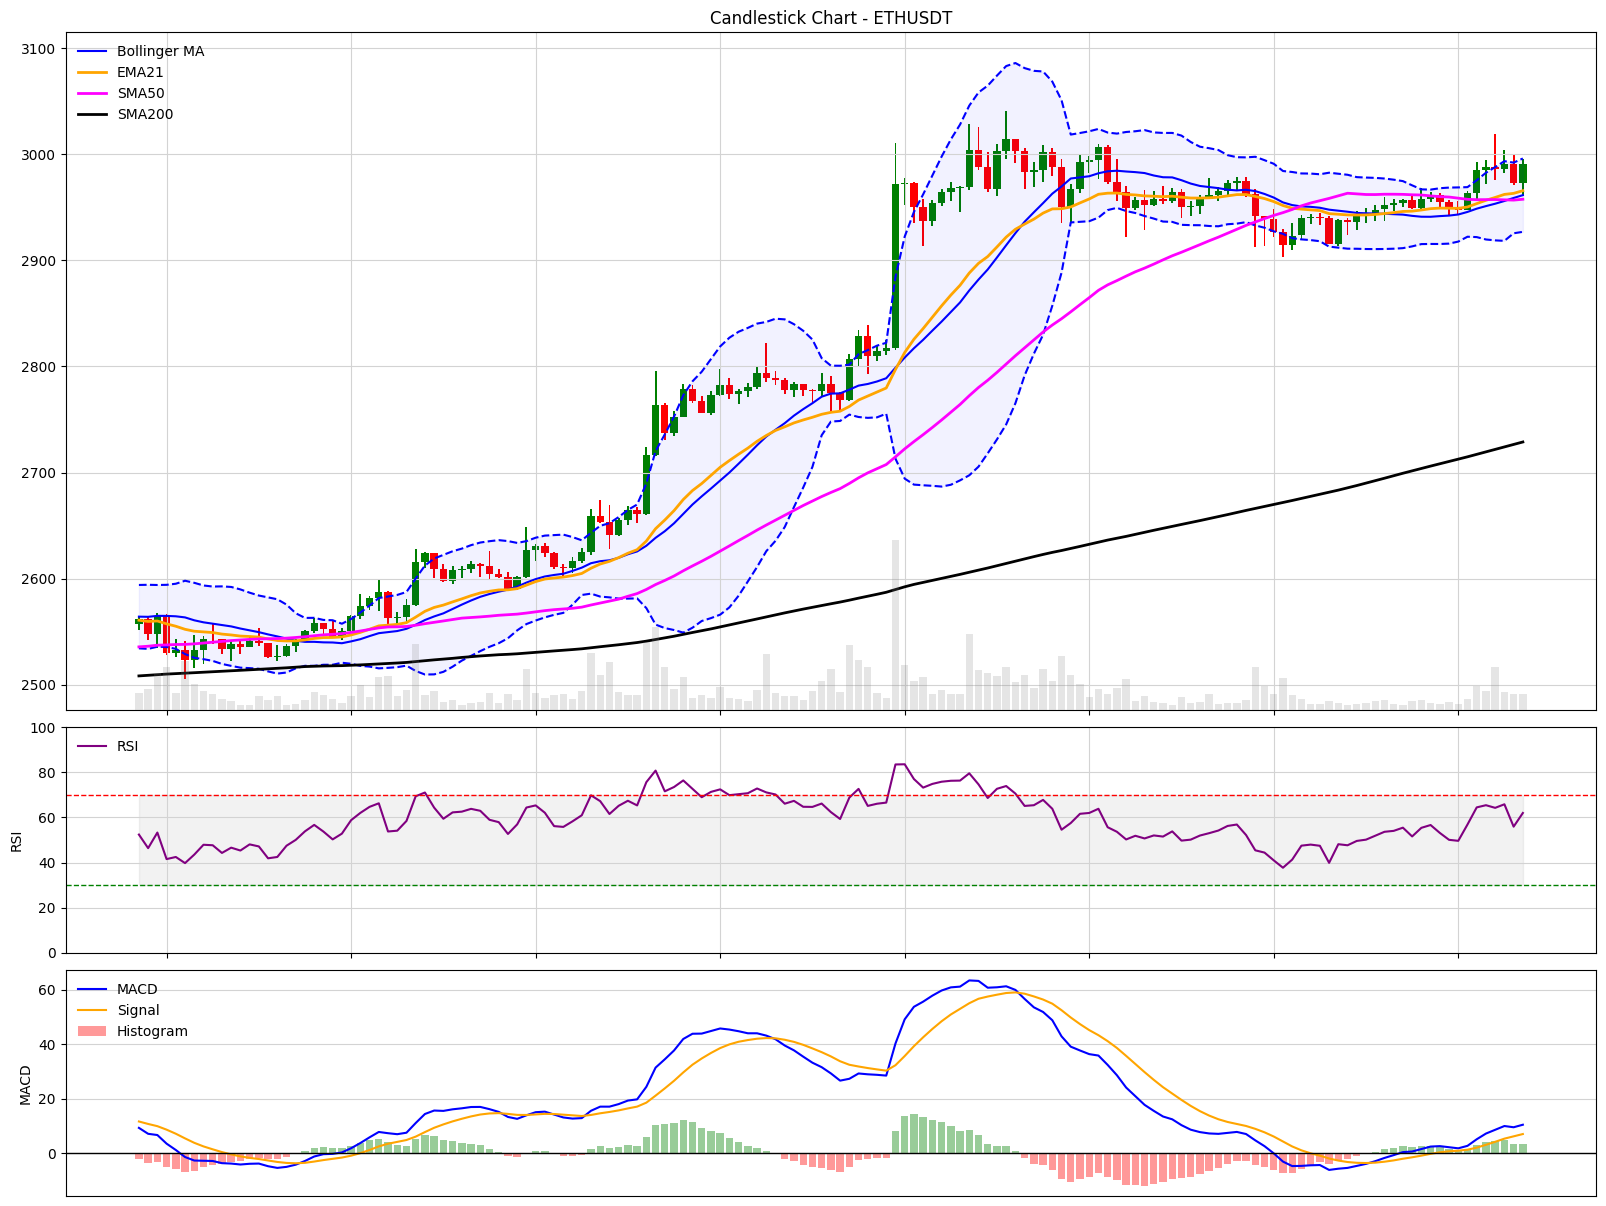 Candlestick Chart - ETHUSDT
Bollinger MA
EMA21
SMA50
SMA200
3100
3000
2900
2800
2700
2600
2500
RSI
100
80
60
40
20
0
RSI
MACD
Signal
Histogram
60
40
20
0
MACD